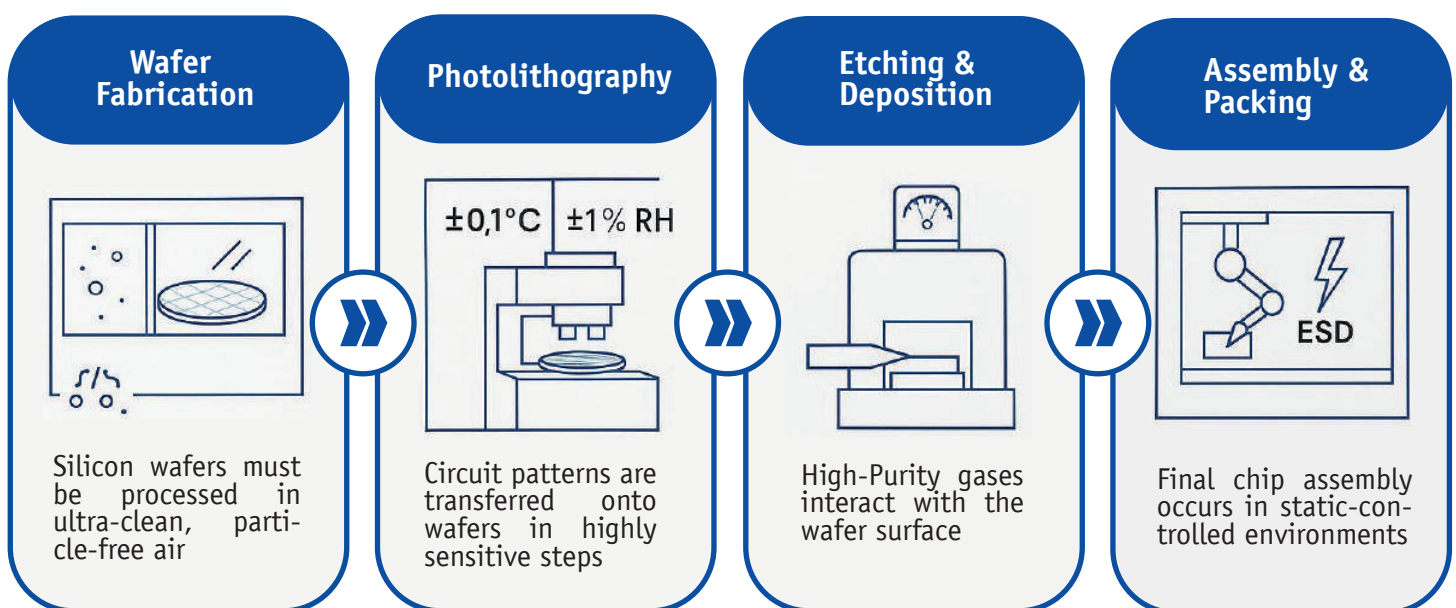 Wafer
Fabrication
Silicon wafers must
be processed in
ultra-clean, parti-
cle-free air
Photolithography
±0,1°C ±1% RH
Circuit patterns are
transferred onto
wafers in highly
sensitive steps
Etching &
Deposition
High-Purity gases
interact with the
wafer surface
Assembly &
Packing
ESD
Final chip assembly
occurs in static-con-
trolled environments